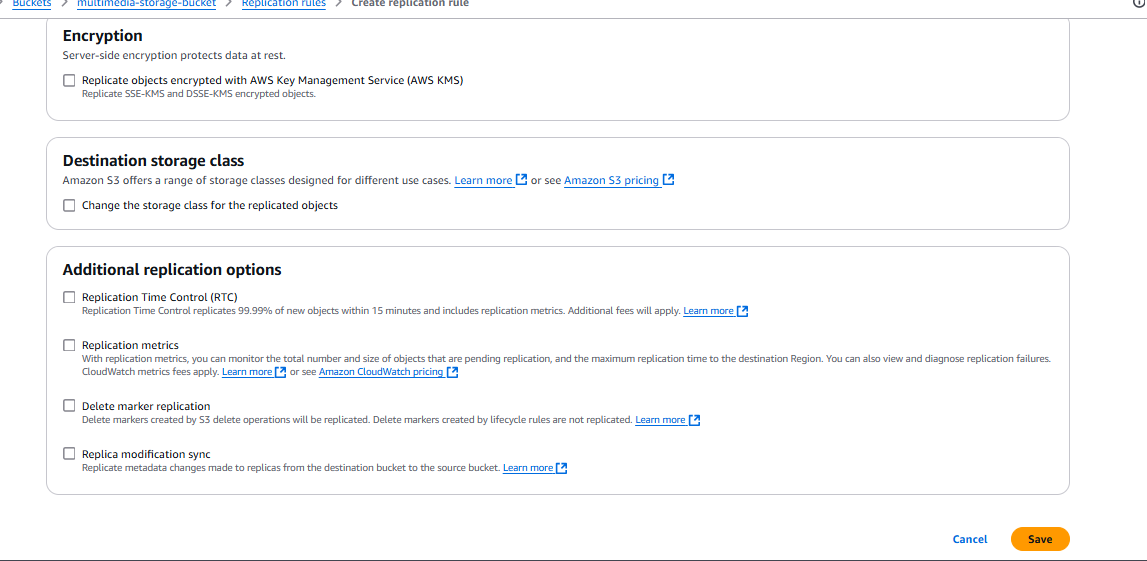 Buckets > multimedia-storage-bucket > Replication rules > Create replication rule
Encryption
Server-side encryption protects data at rest.
Replicate objects encrypted with AWS Key Management Service (AWS KMS)
Replicate SSE-KMS and DSSE-KMS encrypted objects.
Destination storage class
Amazon S3 offers a range of storage classes designed for different use cases. Learn more or see Amazon S3 pricing
Change the storage class for the replicated objects
Additional replication options
Replication Time Control (RTC)
Replication Time Control replicates 99.99% of new objects within 15 minutes and includes replication metrics. Additional fees will apply. Learn more
Replication metrics
With replication metrics, you can monitor the total number and size of objects that are pending replication, and the maximum replication time to the destination Region. You can also view and diagnose replication failures.
CloudWatch metrics fees apply. Learn more or see Amazon CloudWatch pricing
Delete marker replication
Delete markers created by S3 delete operations will be replicated. Delete markers created by lifecycle rules are not replicated. Learn more
Replica modification sync
Replicate metadata changes made to replicas from the destination bucket to the source bucket. Learn more
Cancel Save